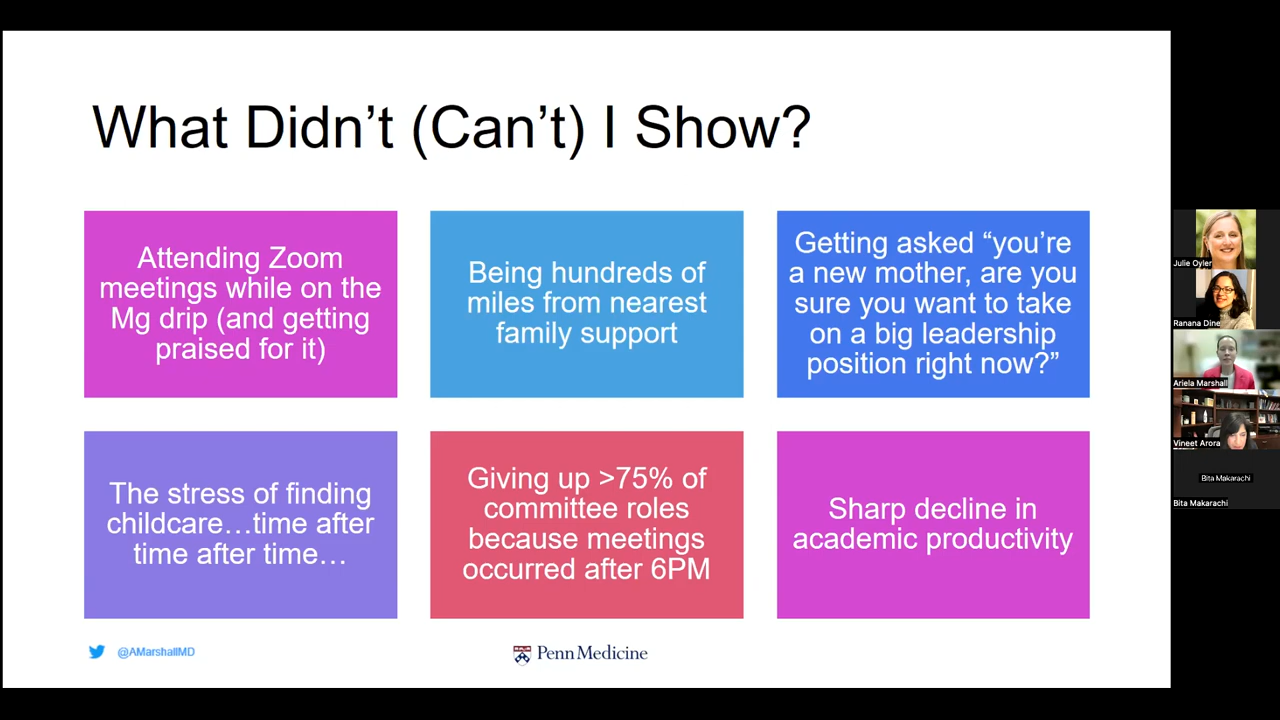 What Didn’t (Can’t) I Show?
Attending Zoom
meetings while on the
Mg drip (and getting
praised for it)
Being hundreds of
miles from nearest
family support
Getting asked “you’re
a new mother, are you
sure you want to take
on a big leadership
position right now?”
The stress of finding
childcare…time after
time after time…
Giving up >75% of
committee roles
because meetings
occurred after 6PM
Sharp decline in
academic productivity
@AMarshallMD
Penn Medicine
Julie Oyler
Ranana Dine
Ariela Marshall
Vineet Arora
Bita Makarachi
Bita Makarachi